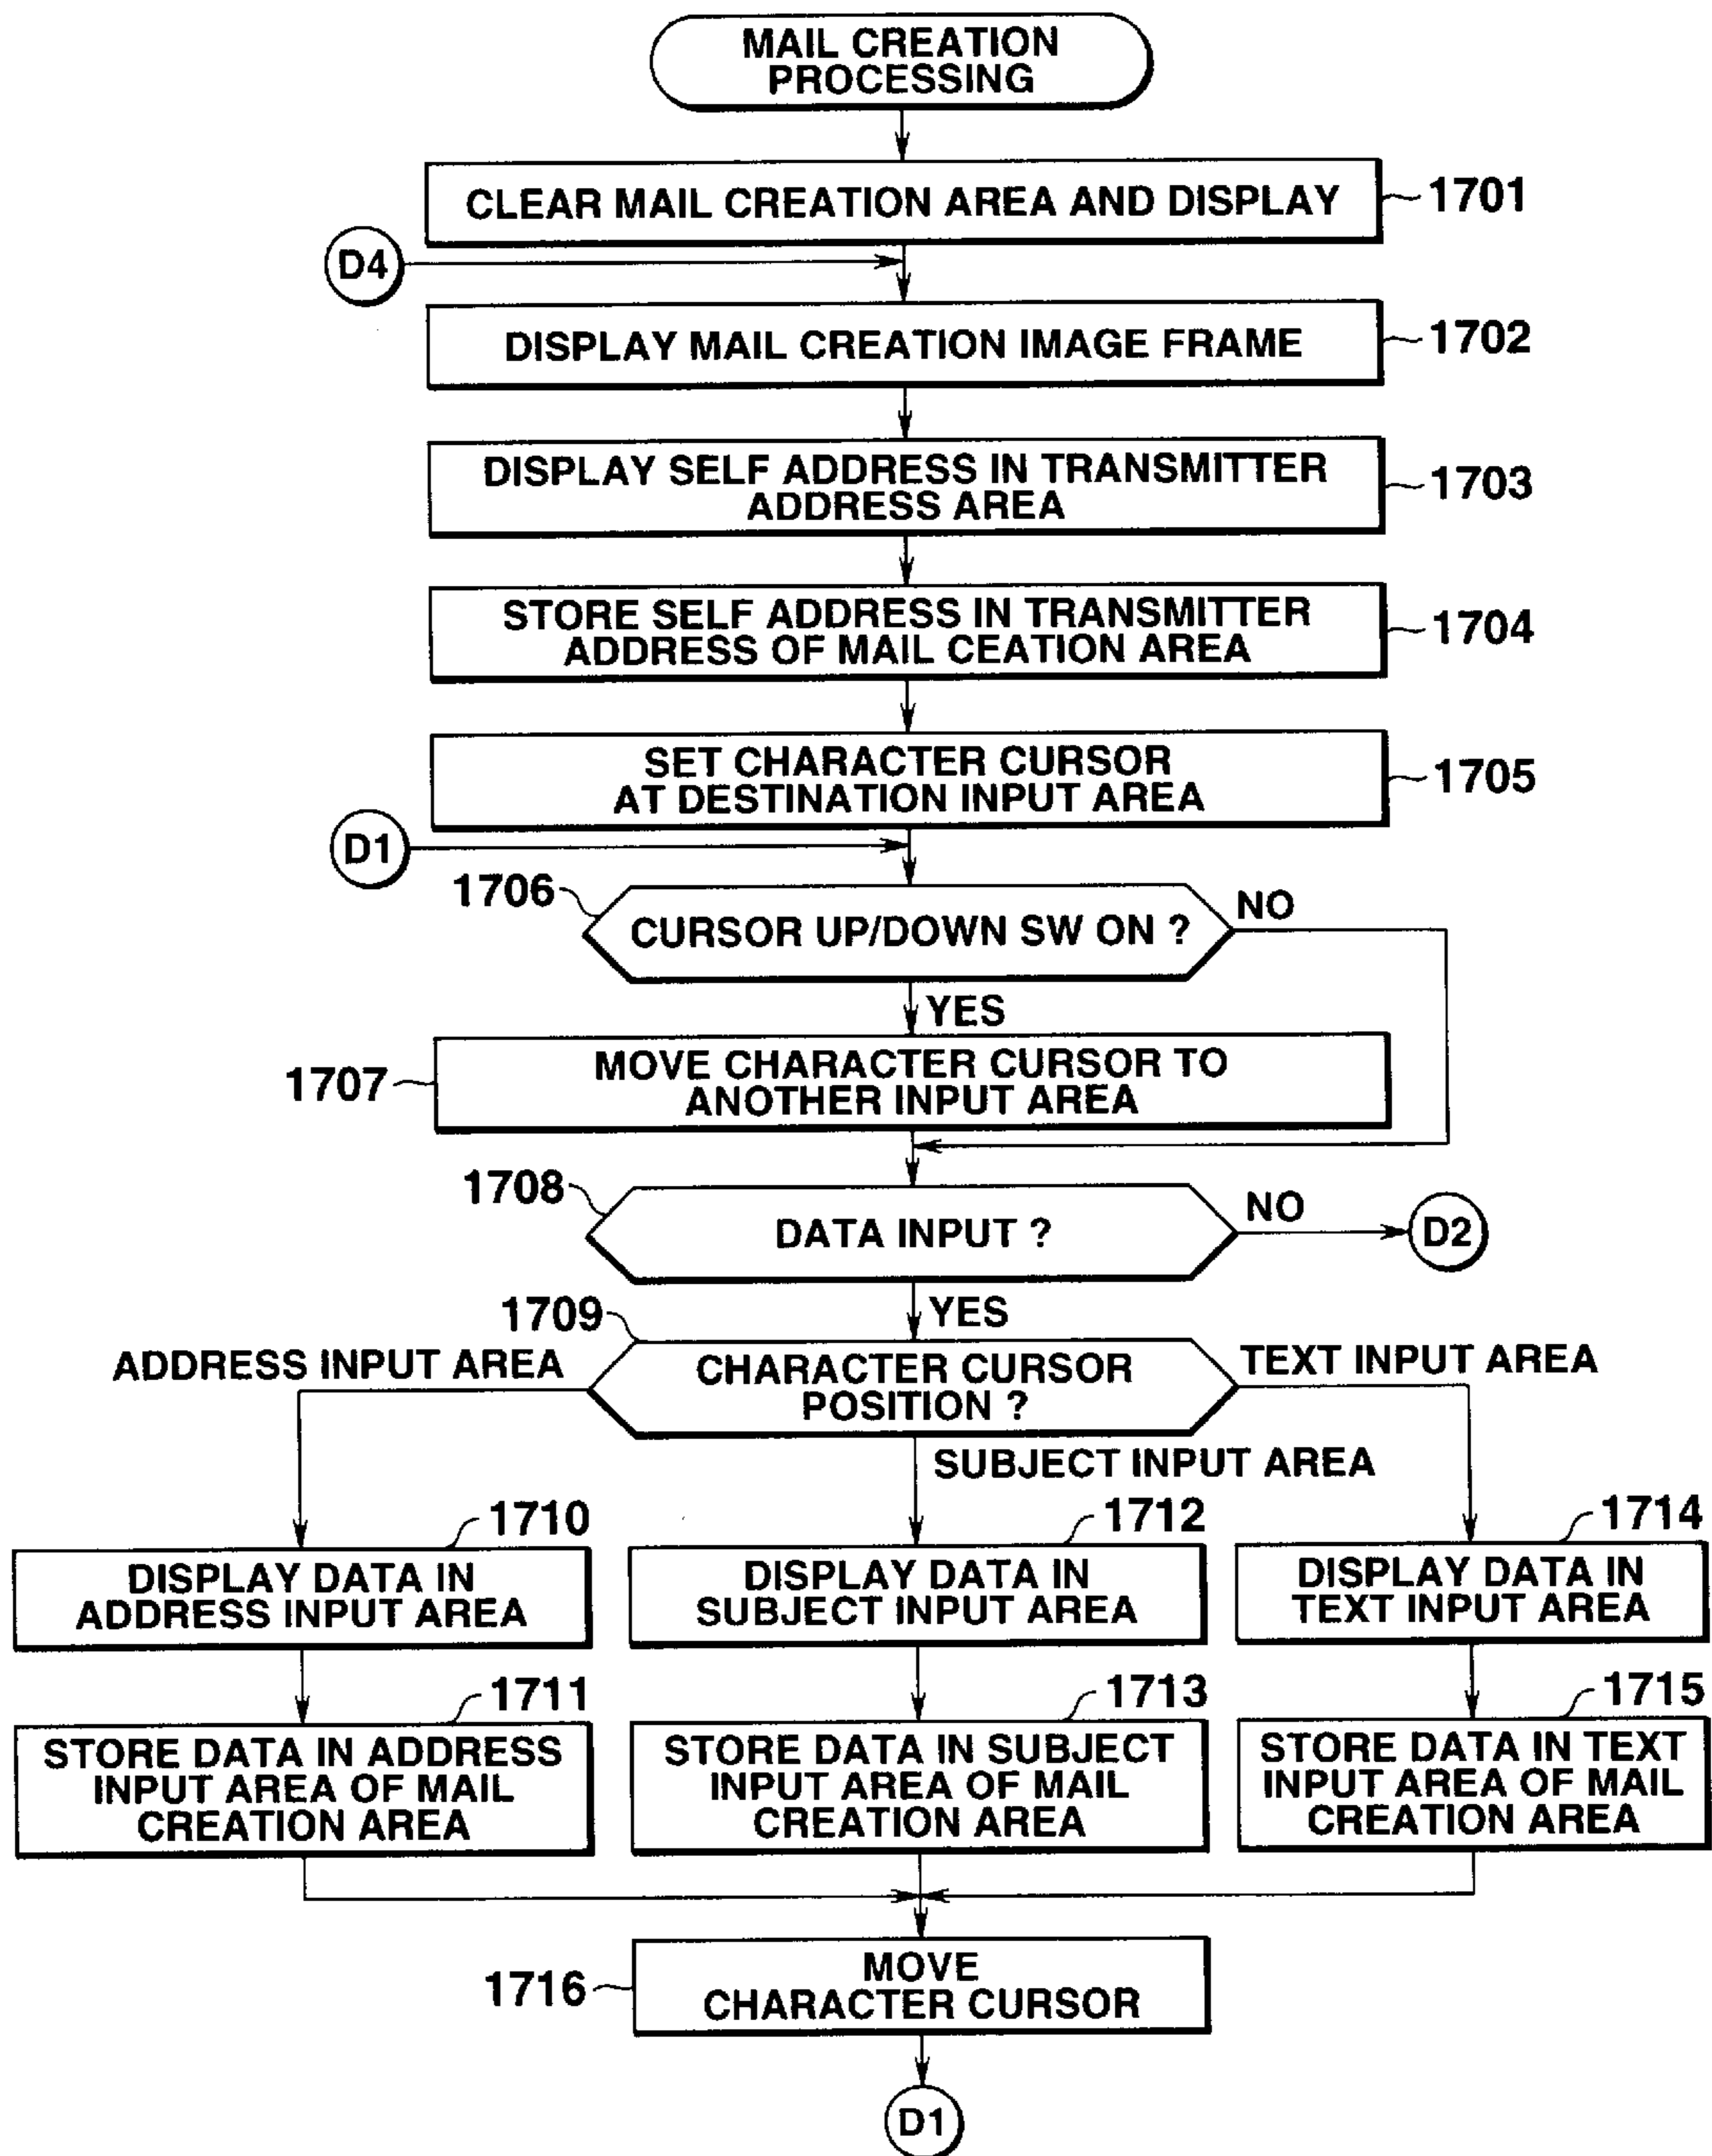 MAIL CREATION
PROCESSING
CLEAR MAIL CREATION AREA AND DISPLAY
1701
D4
DISPLAY MAIL CREATION IMAGE FRAME
1702
DISPLAY SELF ADDRESS IN TRANSMITTER
ADDRESS AREA
1703
STORE SELF ADDRESS IN TRANSMITTER
ADDRESS OF MAIL CEATION AREA
1704
SET CHARACTER CURSOR
AT DESTINATION INPUT AREA
1705
D1
1706
CURSOR UP/DOWN SW ON ?
NO
YES
1707
MOVE CHARACTER CURSOR TO
ANOTHER INPUT AREA
1708
DATA INPUT ?
NO
D2
YES
1709
ADDRESS INPUT AREA
CHARACTER CURSOR
POSITION ?
TEXT INPUT AREA
SUBJECT INPUT AREA
1710
DISPLAY DATA IN
ADDRESS INPUT AREA
1712
DISPLAY DATA IN
SUBJECT INPUT AREA
1714
DISPLAY DATA IN
TEXT INPUT AREA
1711
STORE DATA IN ADDRESS
INPUT AREA OF MAIL
CREATION AREA
1713
STORE DATA IN SUBJECT
INPUT AREA OF MAIL
CREATION AREA
1715
STORE DATA IN TEXT
INPUT AREA OF MAIL
CREATION AREA
1716
MOVE
CHARACTER CURSOR
D1